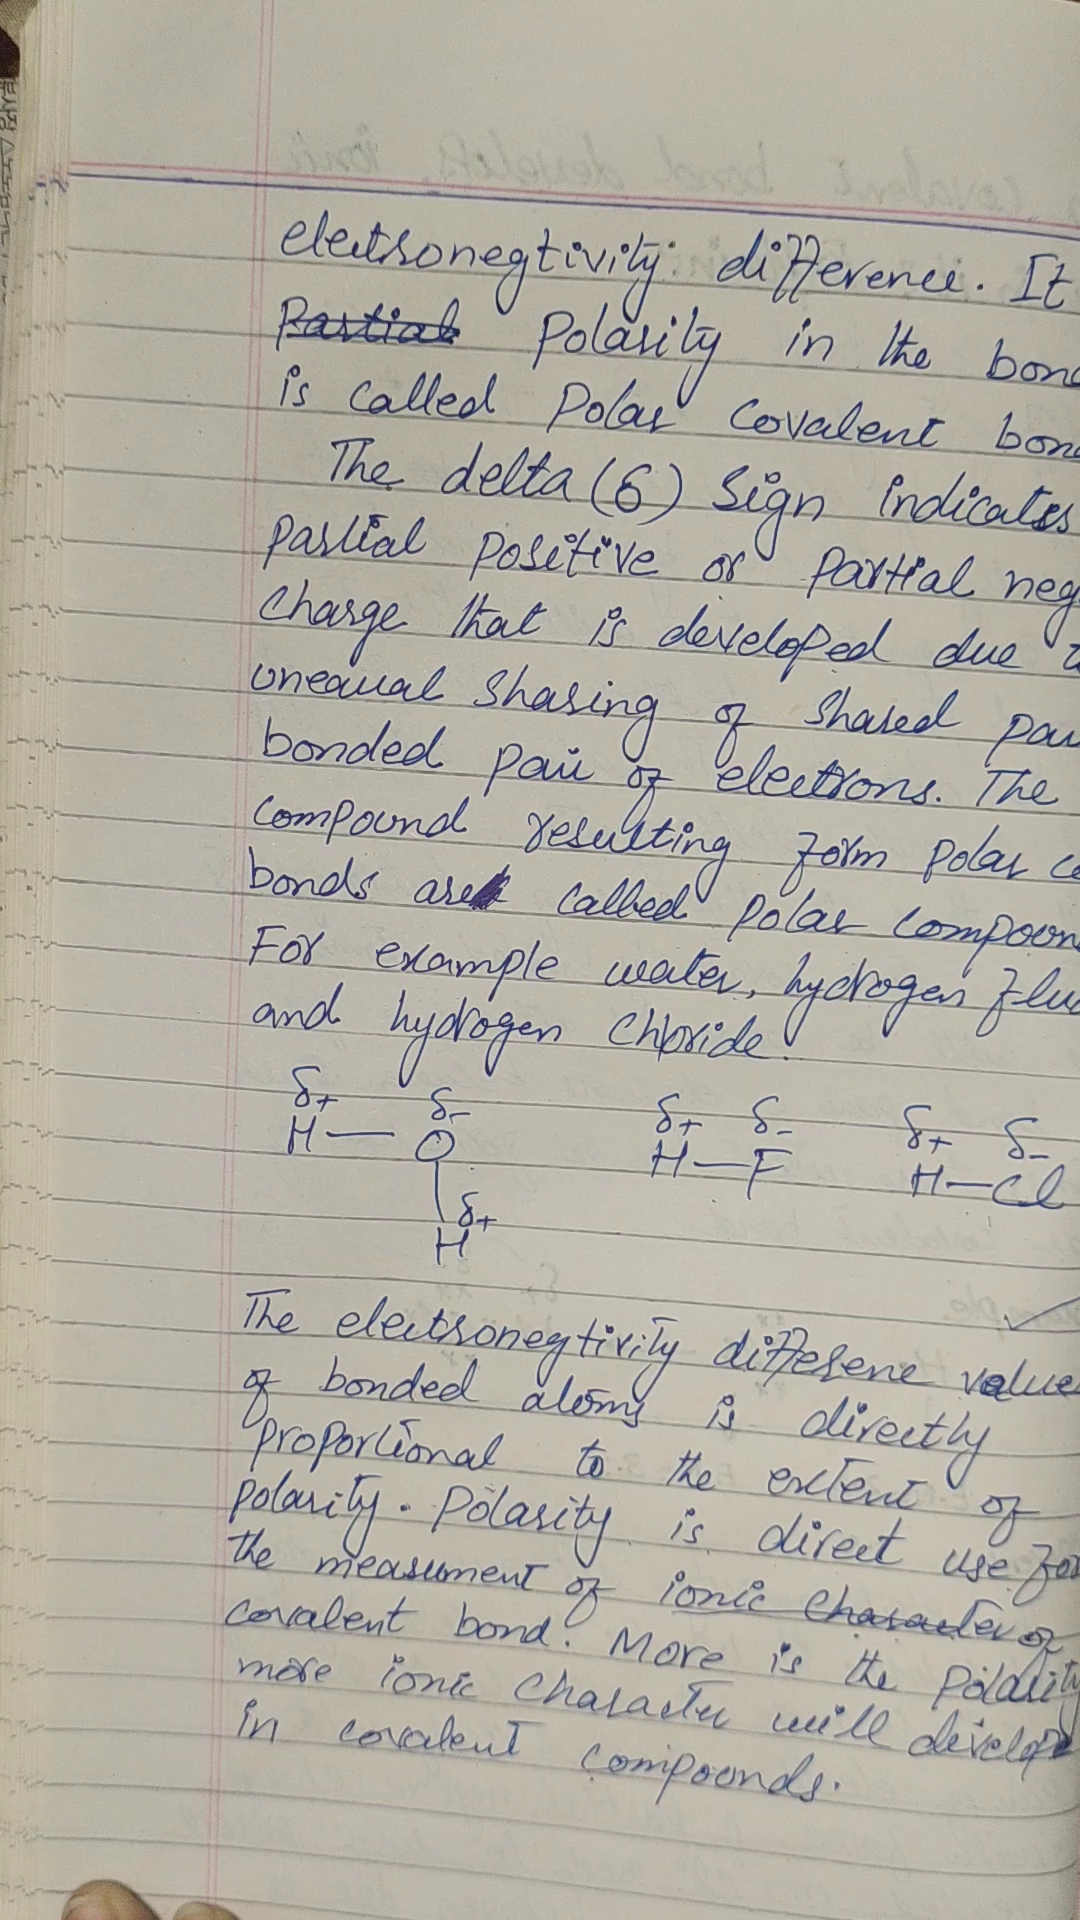 electronegtivity difference. It
Partial Polarity in the bon
is called Polar Covalent bon
The delta (6) Sign indicates
partial positive or partial neg
charge that is developed due t
unequal sharing of shared pai
bonded pair of electrons. The
compound resulting form polar c
bonds are called polar compoun
For example water, hydrogen flu
and hydrogen Chloride.
δ+ δ- δ+ δ- δ+ δ-
H—O H—F H—Cl
δ+
H
The electronegtivity differene value
of bonded atoms is directly
proportional to the extent of
polarity. Polarity is direct use for
the measument of ionic Character of
covalent bond. More is the polarity
more ionic character will develope
in covalent compounds.